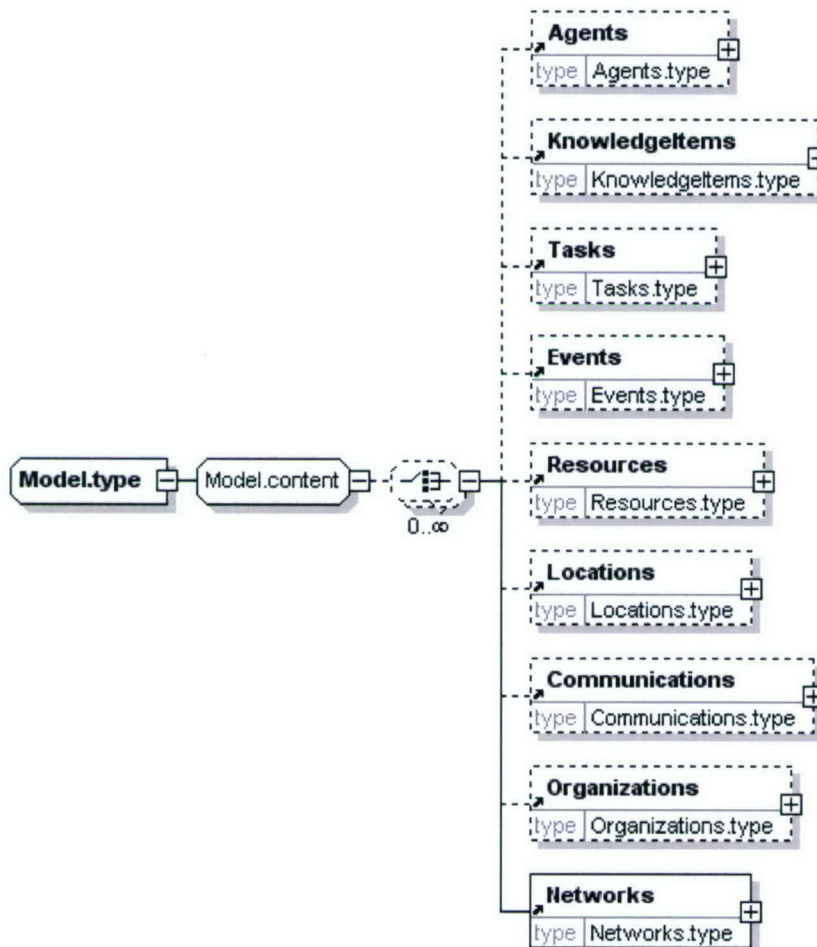 Agents
type Agents.type
KnowledgeItems
type KnowledgeItems.type
Tasks
type Tasks.type
Events
type Events.type
Model.type
Model.content
0..∞
Resources
type Resources.type
Locations
type Locations.type
Communications
type Communications.type
Organizations
type Organizations.type
Networks
type Networks.type